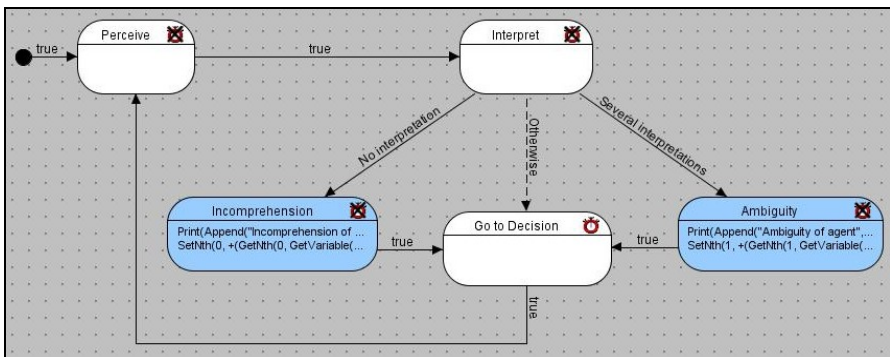 Perceive
Interpret
true
true
No interpretation
Otherwise
Several interpretations
Incomprehension
Print(Append("Incomprehension of ...
SetNth(0, +(GetNth(0, GetVariable(...
true
Go to Decision
true
Ambiguity
Print(Append("Ambiguity of agent",...
SetNth(1, +(GetNth(1, GetVariable(...
true